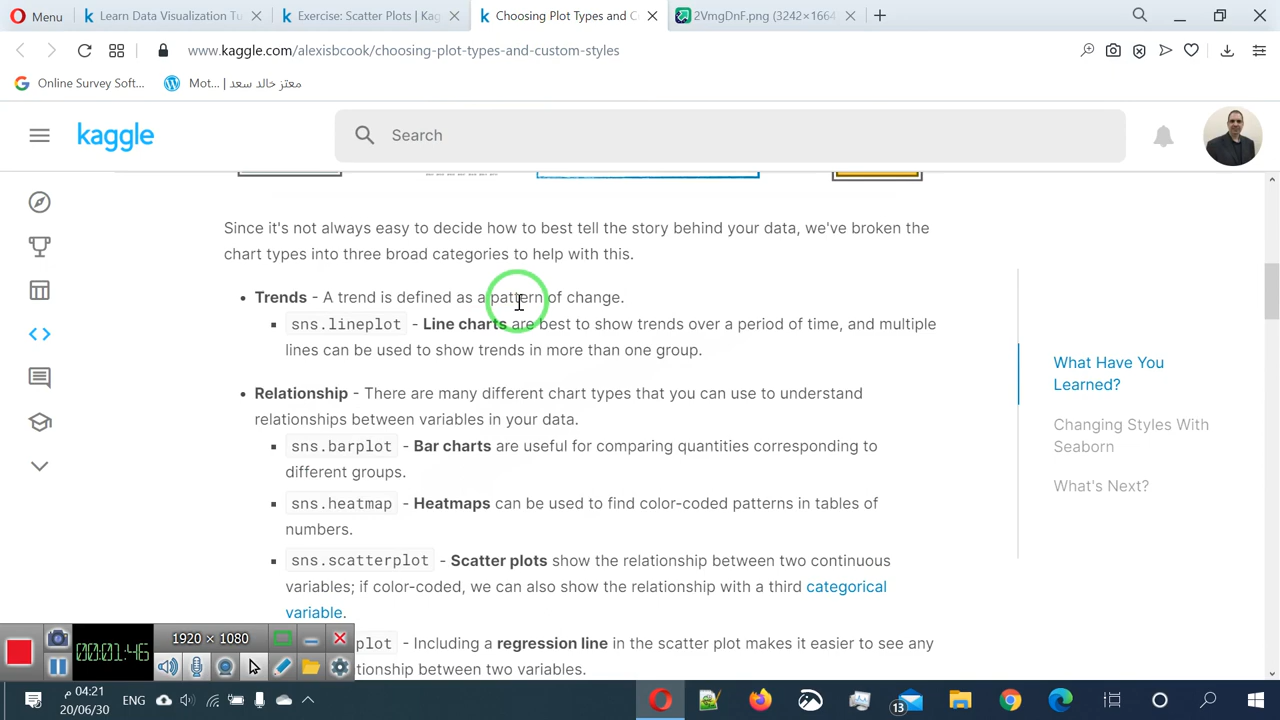 Menu
Learn Data Visualization Tu
Exercise: Scatter Plots | Kag
Choosing Plot Types and C
2VmgDnF.png (3242×1664
www.kaggle.com/alexisbcook/choosing-plot-types-and-custom-styles
Online Survey Soft...
Mot... | معتز خالد سعد
kaggle
Search
Since it's not always easy to decide how to best tell the story behind your data, we've broken the
chart types into three broad categories to help with this.
• Trends - A trend is defined as a pattern of change.
sns.lineplot - Line charts are best to show trends over a period of time, and multiple
lines can be used to show trends in more than one group.
• Relationship - There are many different chart types that you can use to understand
relationships between variables in your data.
sns.barplot - Bar charts are useful for comparing quantities corresponding to
different groups.
sns.heatmap - Heatmaps can be used to find color-coded patterns in tables of
numbers.
sns.scatterplot - Scatter plots show the relationship between two continuous
variables; if color-coded, we can also show the relationship with a third categorical
variable.
plot - Including a regression line in the scatter plot makes it easier to see any
tionship between two variables.
What Have You
Learned?
Changing Styles With
Seaborn
What's Next?
00:01:46
1920 × 1080
04:21 م
20/06/30
ENG
13